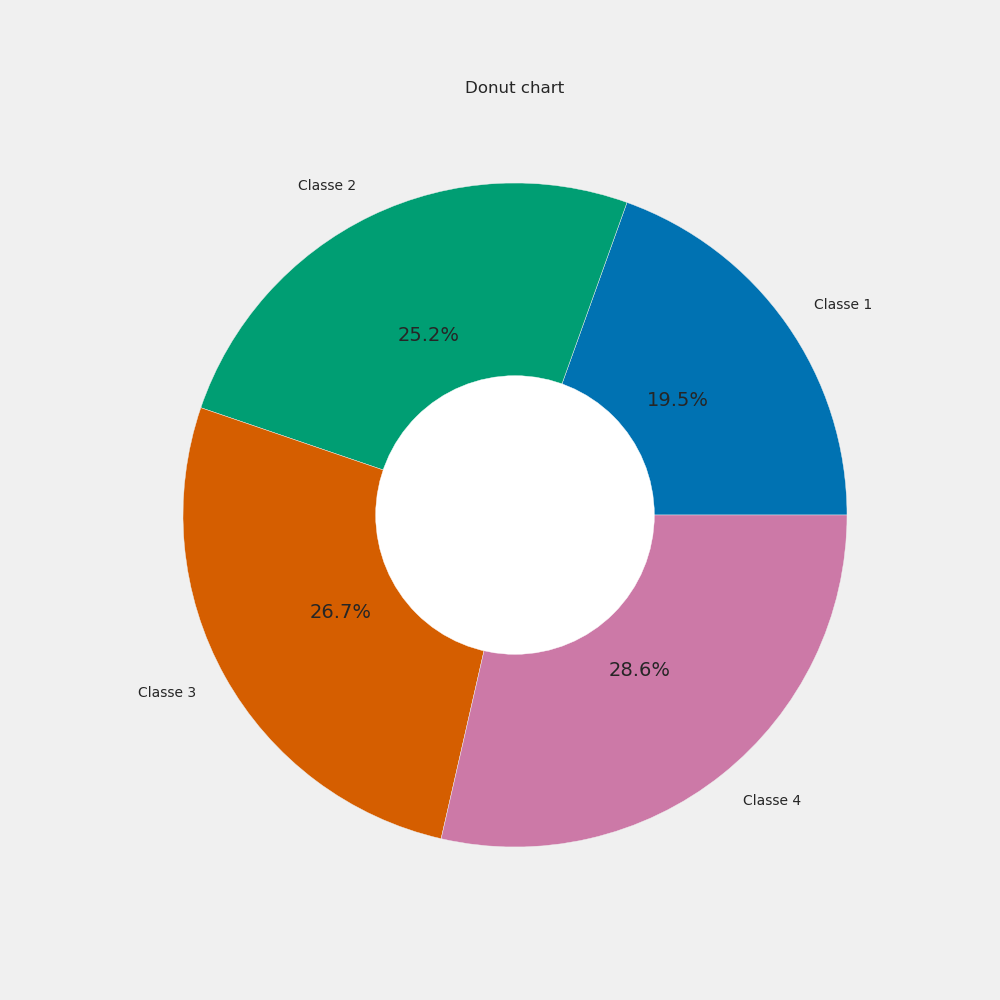 Donut chart
Classe 2
Classe 1
25.2%
19.5%
26.7%
28.6%
Classe 3
Classe 4